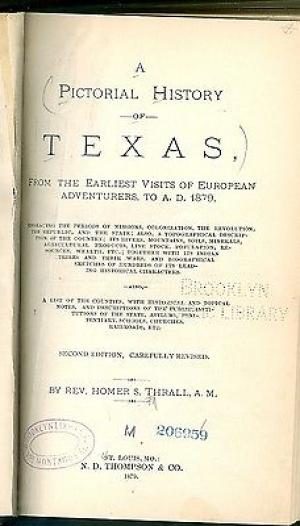 A
PICTORIAL HISTORY
OF
TEXAS,
FROM THE EARLIEST VISITS OF EUROPEAN
ADVENTURERS, TO A. D. 1879.
EMBRACING THE PERIODS OF MISSIONS, COLONIZATION, THE REVOLUTION,
THE REPUBLIC, AND THE STATE; ALSO, A TOPOGRAPHICAL DESCRIP-
TION OF THE COUNTRY; ITS RIVERS, MOUNTAINS, SOILS, MINERALS,
AGRICULTURAL PRODUCTS, LIVE STOCK, POPULATION, RE-
SOURCES, WEALTH, ETC.; TOGETHER WITH ITS INDIAN
TRIBES AND THEIR WARS, AND BIOGRAPHICAL
SKETCHES OF HUNDREDS OF ITS LEAD-
ING HISTORICAL CHARACTERS.
ALSO,
A LIST OF THE COUNTIES, WITH HISTORICAL AND TOPICAL
NOTES, AND DESCRIPTIONS OF THE PUBLIC INSTI-
TUTIONS OF THE STATE, ASYLUMS, PENI-
TENTIARY, SCHOOLS, CHURCHES,
RAILROADS, ETC.
BROOKLYN
LIBRARY
SECOND EDITION, CAREFULLY REVISED.
BY REV. HOMER S. THRALL, A. M.
M 206959
ST. LOUIS, MO.:
N. D. THOMPSON & CO.
1879.